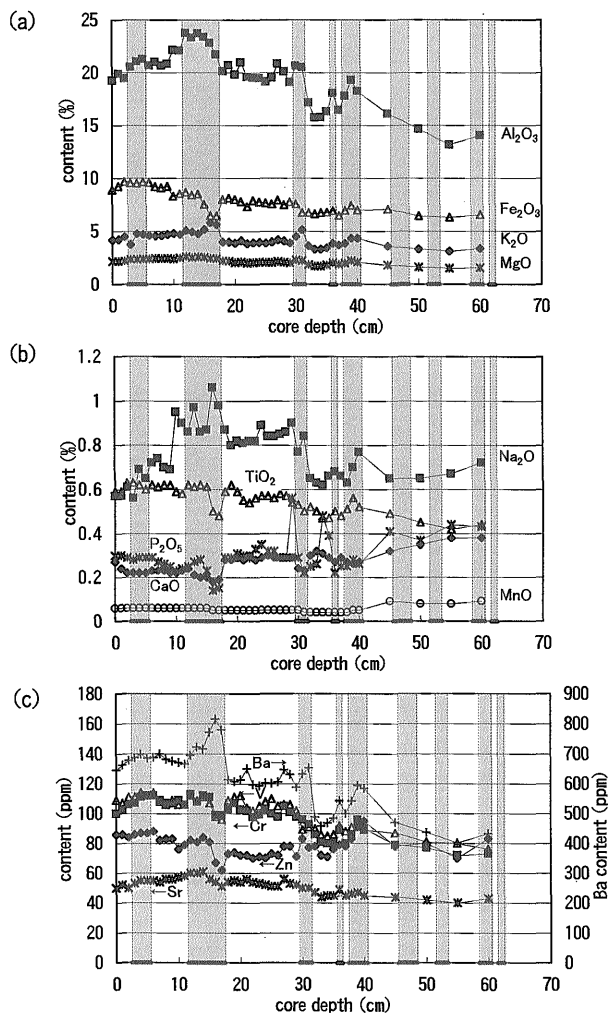 (a)
25
20
15
10
5
0
content (%)
Al₂O₃
Fe₂O₃
K₂O
MgO
0 10 20 30 40 50 60 70
core depth (cm)
(b)
1.2
1
0.8
0.6
0.4
0.2
0
content (%)
Na₂O
TiO₂
P₂O₅
CaO
MnO
0 10 20 30 40 50 60 70
core depth (cm)
(c)
180
160
140
120
100
80
60
40
20
0
content (ppm)
Ba→
V
←Cr
←Zn
←Sr
900
800
700
600
500
400
300
200
100
0
Ba content (ppm)
0 10 20 30 40 50 60 70
core depth (cm)